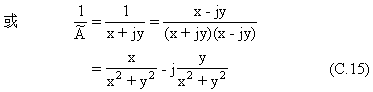 或 1/Ã = 1/(x + jy) = (x - jy)/((x + jy)(x - jy))
= x/(x² + y²) - j y/(x² + y²) (C.15)